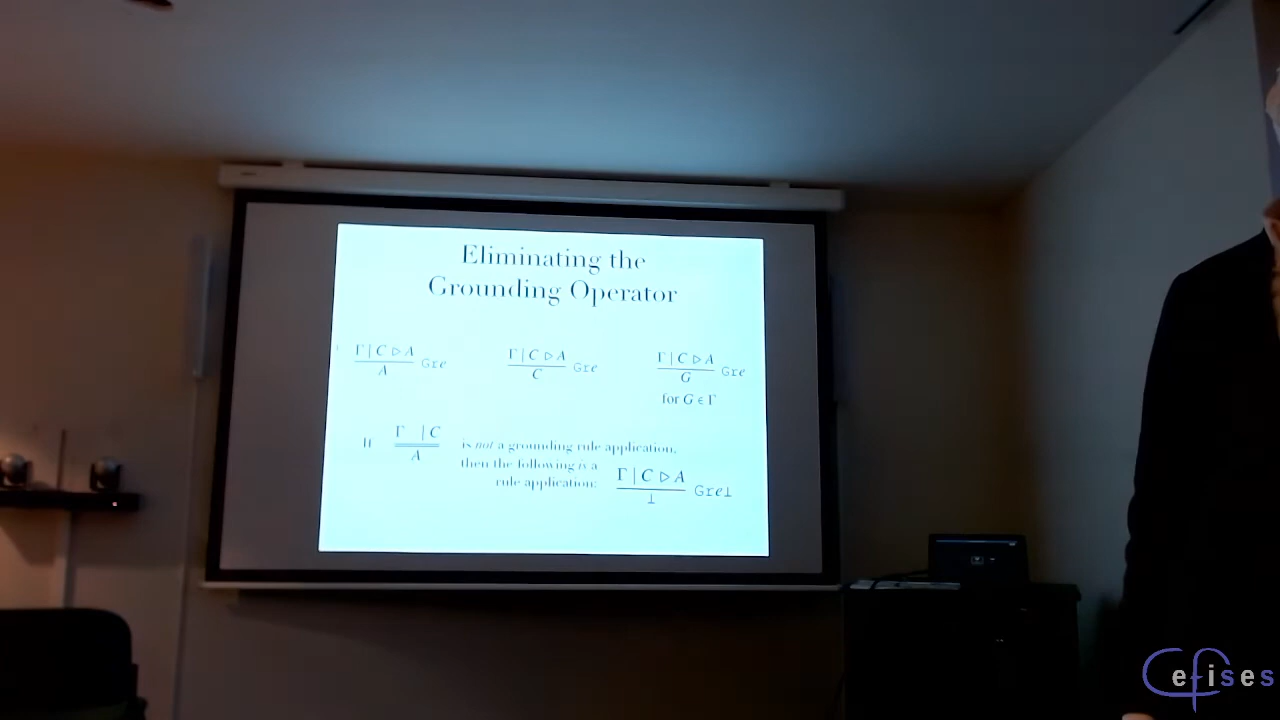 Eliminating the
Grounding Operator
Γ | C ▷ A
A
Gre
Γ | C ▷ A
C
Gre
Γ | C ▷ A
G
Gre
for G ∈ Γ
If
Γ | C
A
is not a grounding rule application,
then the following is a
rule application:
Γ | C ▷ A
⊥
Gre⊥
Cefises